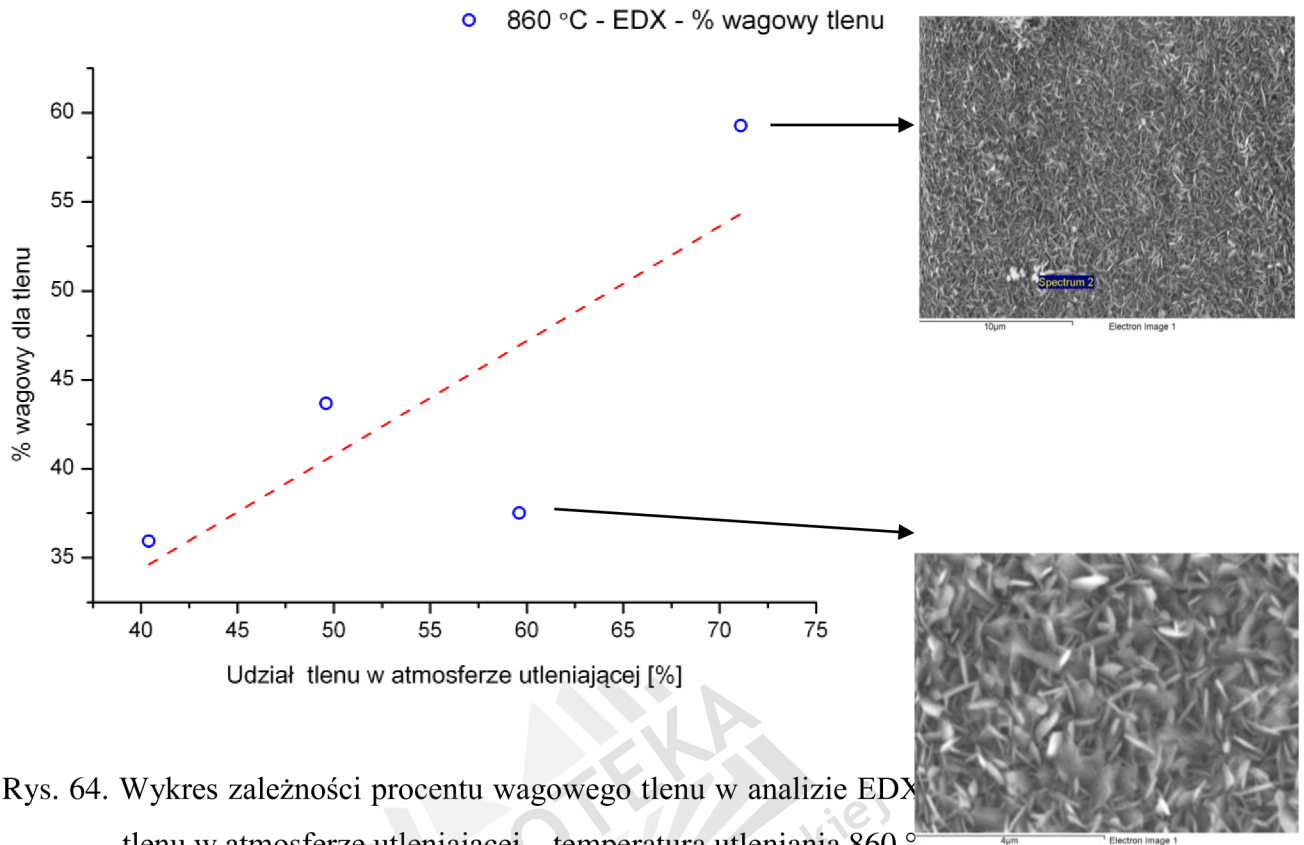 860 °C - EDX - % wagowy tlenu
60
55
50
45
40
35
% wagowy dla tlenu
40 45 50 55 60 65 70 75
Udział tlenu w atmosferze utleniającej [%]
Spectrum 2
10µm Electron Image 1
4µm Electron Image 1
OTEKA
kiej
Rys. 64. Wykres zależności procentu wagowego tlenu w analizie EDX
tlenu w atmosferze utleniającej – temperatura utleniania 860 °